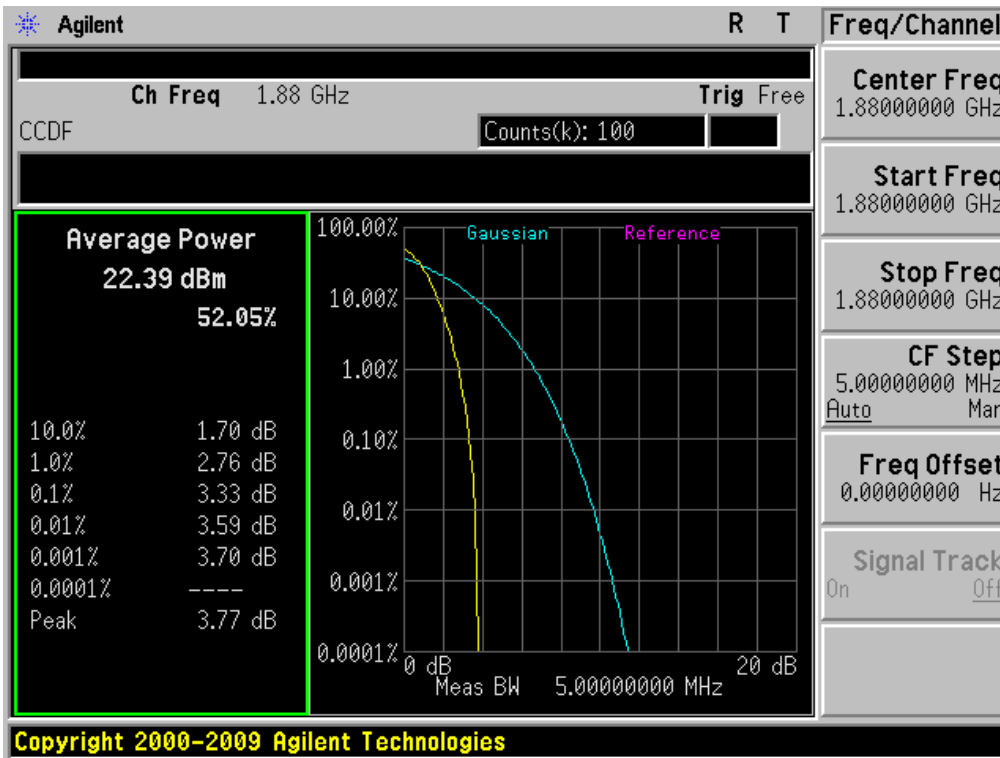 Agilent R T
Freq/Channel
Ch Freq 1.88 GHz Trig Free
CCDF Counts(k): 100
Average Power
22.39 dBm
52.05%
10.0% 1.70 dB
1.0% 2.76 dB
0.1% 3.33 dB
0.01% 3.59 dB
0.001% 3.70 dB
0.0001% ----
Peak 3.77 dB
Gaussian Reference
100.00%
10.00%
1.00%
0.10%
0.01%
0.001%
0.0001%
0 dB 20 dB
Meas BW 5.00000000 MHz
Center Freq
1.88000000 GHz
Start Freq
1.88000000 GHz
Stop Freq
1.88000000 GHz
CF Step
5.00000000 MHz
Auto Man
Freq Offset
0.00000000 Hz
Signal Track
On Off
Copyright 2000-2009 Agilent Technologies